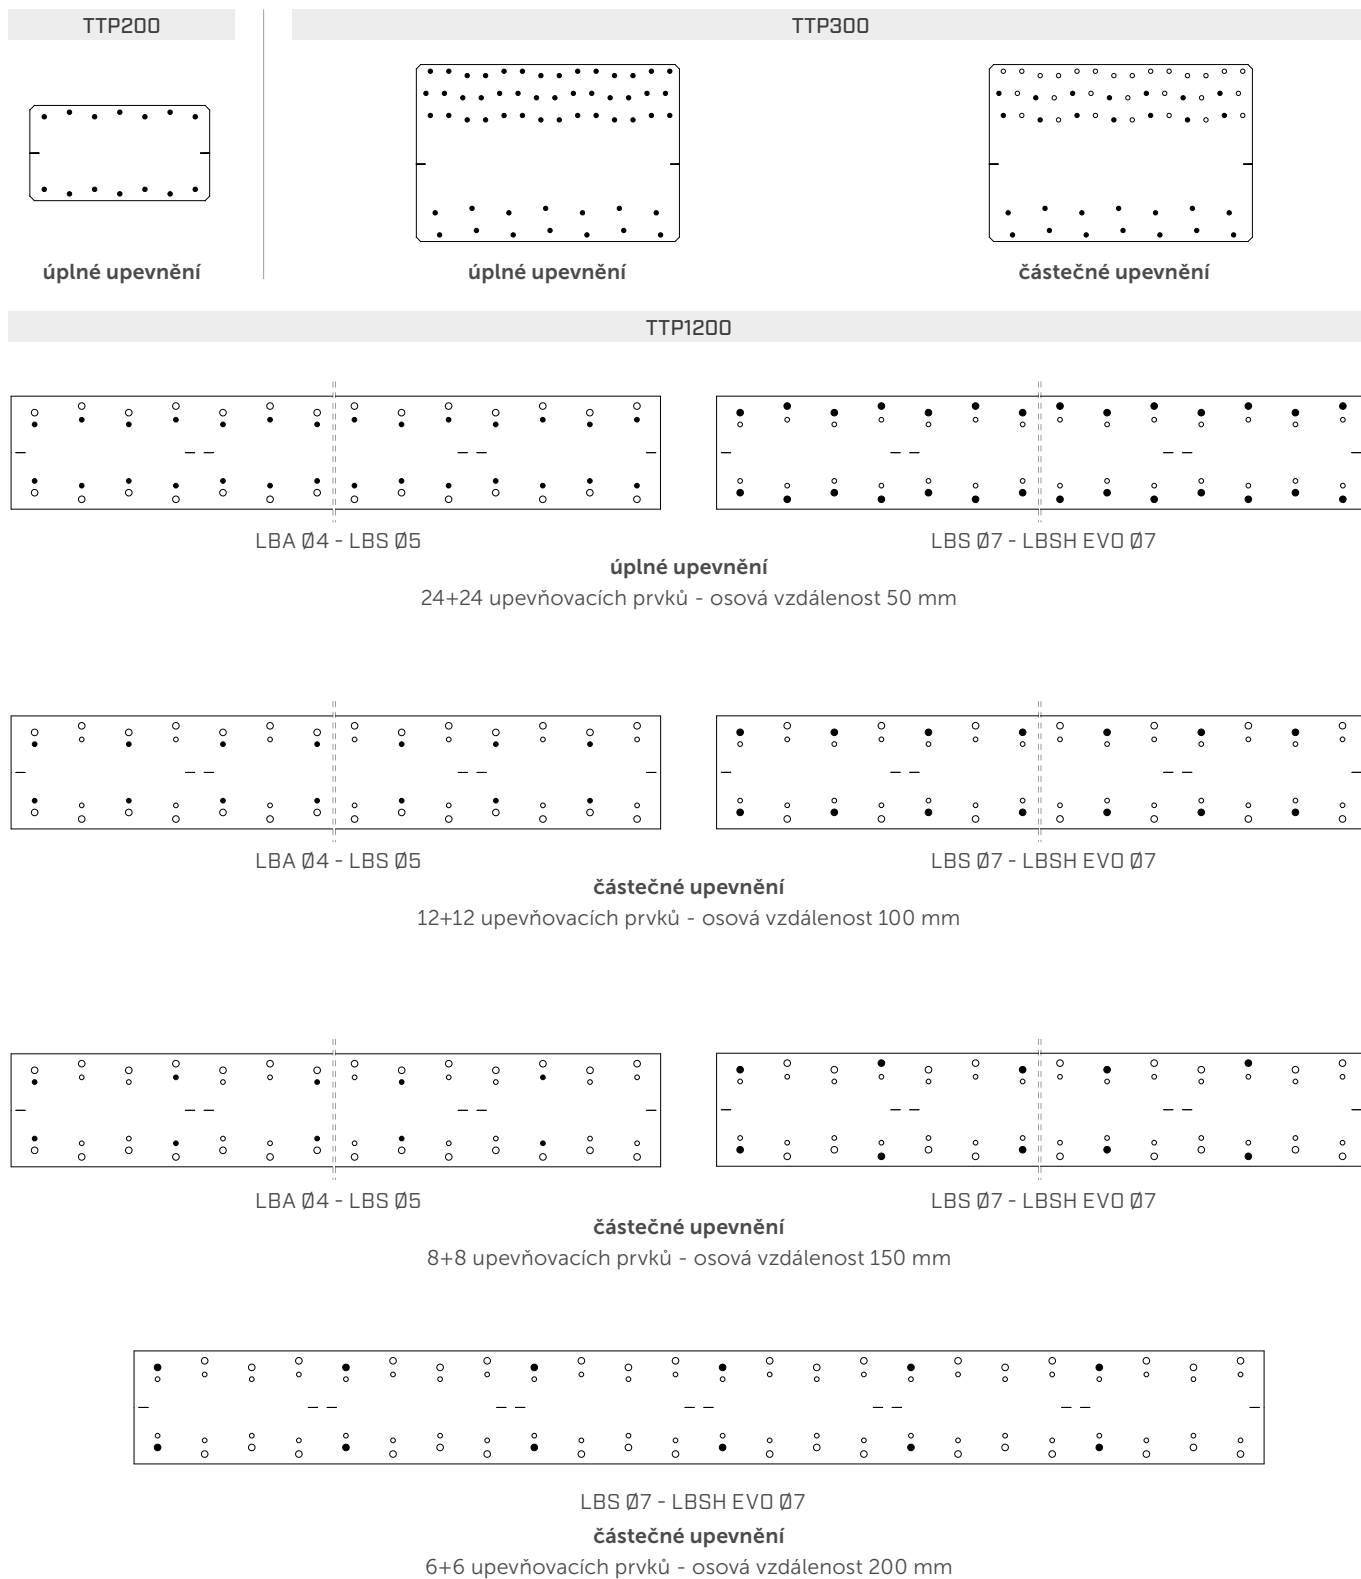 TTP200
TTP300
úplné upevnění
úplné upevnění
částečné upevnění
TTP1200
LBA Ø4 - LBS Ø5
LBS Ø7 - LBSH EVO Ø7
úplné upevnění
24+24 upevňovacích prvků - osová vzdálenost 50 mm
LBA Ø4 - LBS Ø5
LBS Ø7 - LBSH EVO Ø7
částečné upevnění
12+12 upevňovacích prvků - osová vzdálenost 100 mm
LBA Ø4 - LBS Ø5
LBS Ø7 - LBSH EVO Ø7
částečné upevnění
8+8 upevňovacích prvků - osová vzdálenost 150 mm
LBS Ø7 - LBSH EVO Ø7
částečné upevnění
6+6 upevňovacích prvků - osová vzdálenost 200 mm